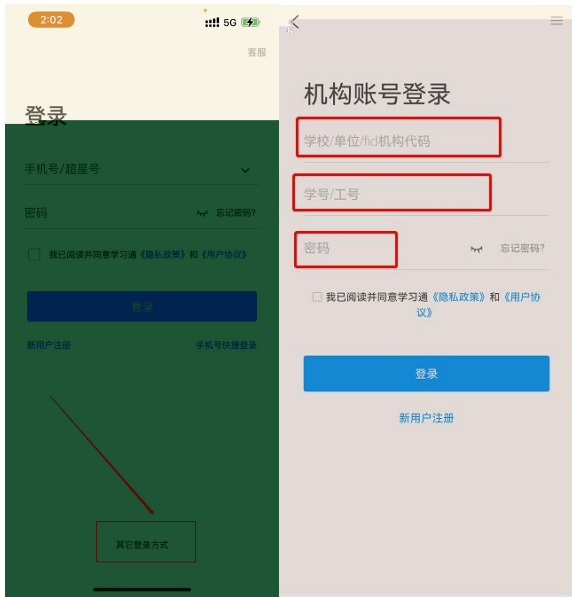 2:02
5G
客服
登录
手机号/超星号
密码
忘记密码?
我已阅读并同意学习通《隐私政策》和《用户协议》
登录
新用户注册
手机号快捷登录
其它登录方式
机构账号登录
学校/单位/fid机构代码
学号/工号
密码
忘记密码?
我已阅读并同意学习通《隐私政策》和《用户协
议》
登录
新用户注册